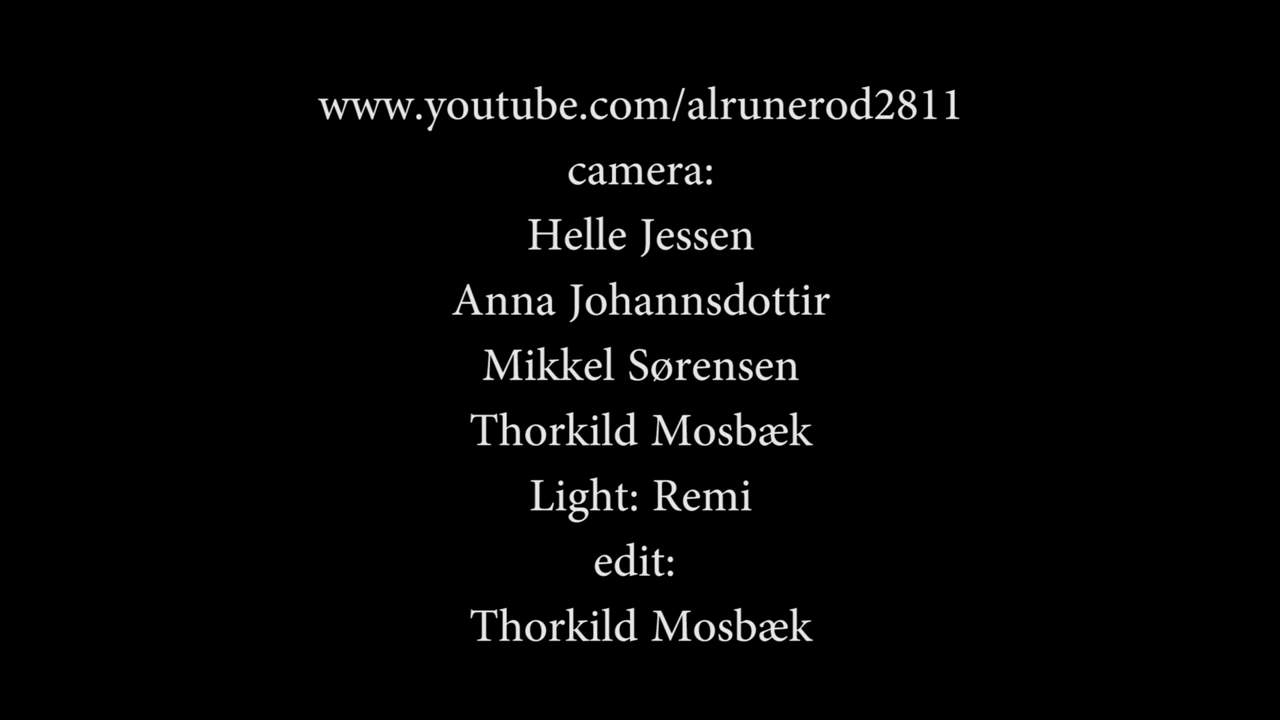 www.youtube.com/alrunerod2811
camera:
Helle Jessen
Anna Johannsdottir
Mikkel Sørensen
Thorkild Mosbæk
Light: Remi
edit:
Thorkild Mosbæk